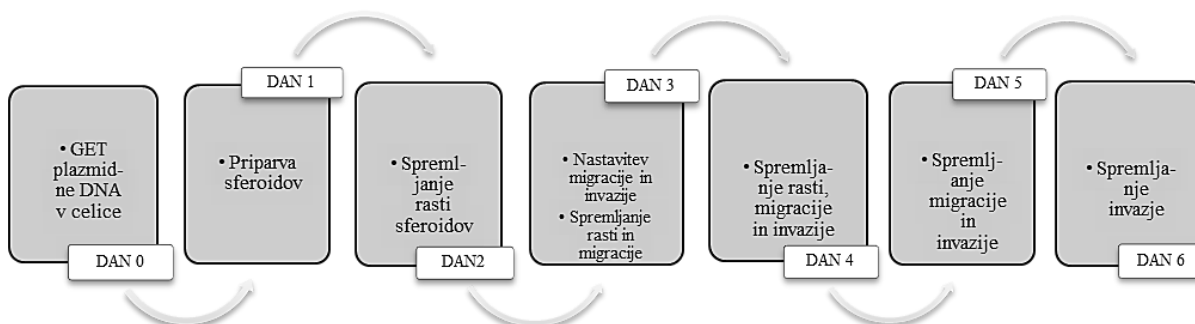 DAN 0
• GET
plazmid-
ne DNA
v celice
DAN 1
• Priparva
sferoidov
DAN2
• Spreml-
janje
rasti
sferoidov
DAN 3
• Nastavitev
migracije in
invazije
• Spremljanje
rasti in
migracije
DAN 4
• Spremlja-
nje rasti,
migracije
in invazije
DAN 5
• Spremlj-
anje
migracije
in
invazije
DAN 6
• Spremlja-
nje
invazje